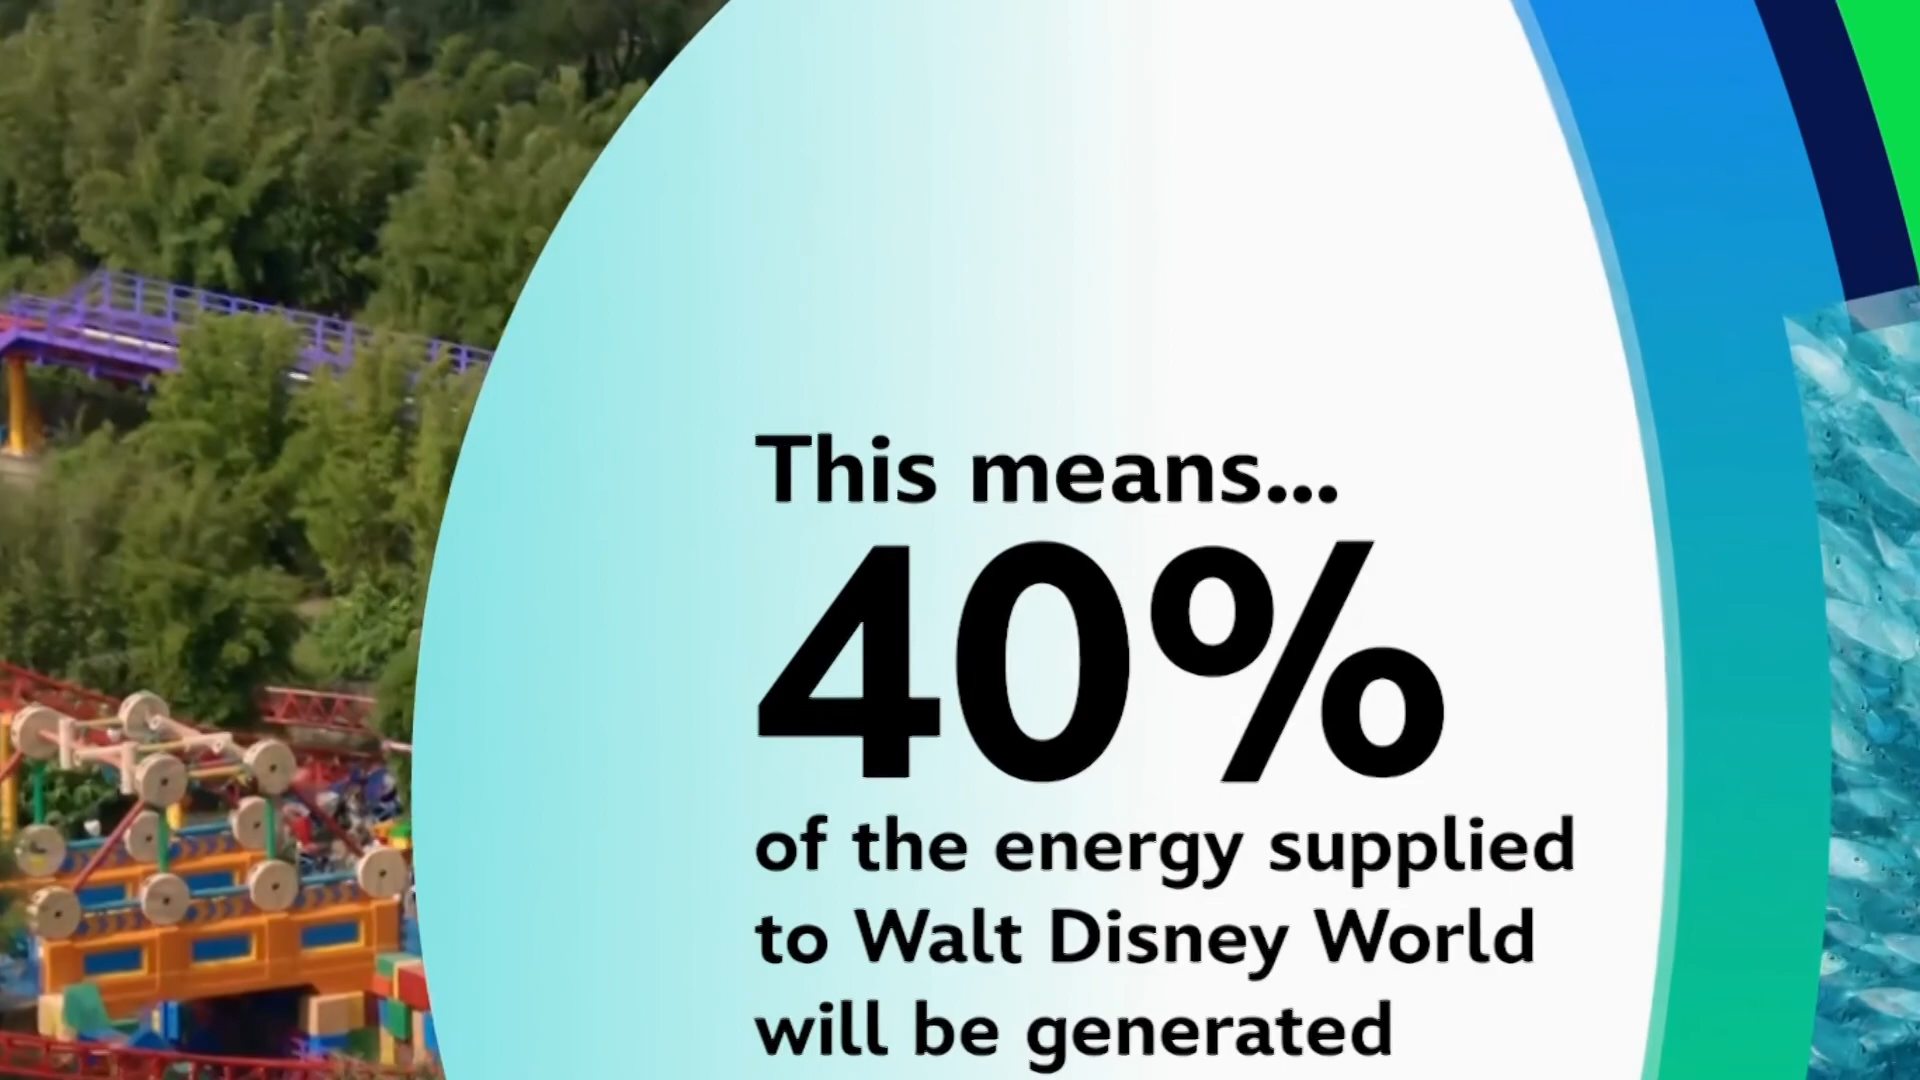 This means...
40%
of the energy supplied
to Walt Disney World
will be generated